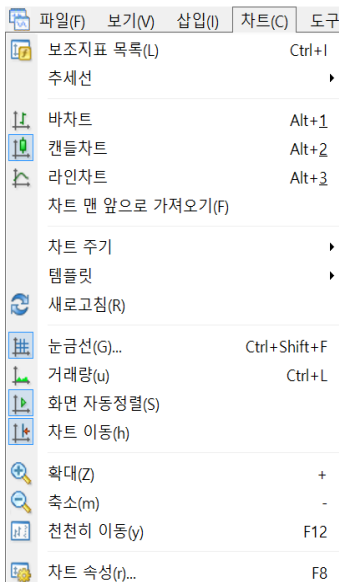 파일(F) 보기(V) 삽입(I) 차트(C) 도구
보조지표 목록(L) Ctrl+I
추세선
바차트 Alt+1
캔들차트 Alt+2
라인차트 Alt+3
차트 맨 앞으로 가져오기(F)
차트 주기
템플릿
새로고침(R)
눈금선(G)... Ctrl+Shift+F
거래량(u) Ctrl+L
화면 자동정렬(S)
차트 이동(h)
확대(Z) +
축소(m) -
천천히 이동(y) F12
차트 속성(r)... F8